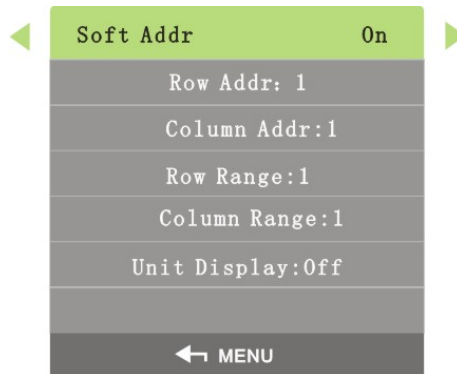 Soft Addr On
Row Addr: 1
Column Addr:1
Row Range:1
Column Range:1
Unit Display:Off
MENU